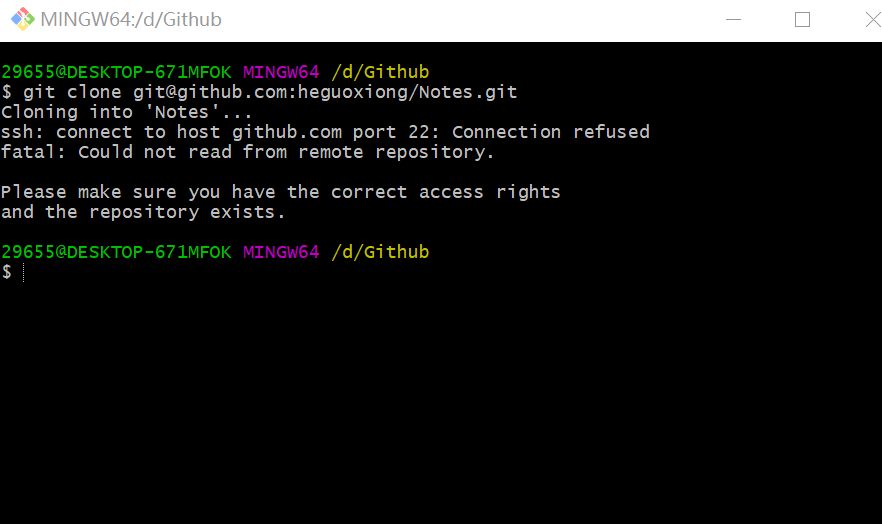 MINGW64:/d/Github
29655@DESKTOP-671MFOK MINGW64 /d/Github
$ git clone git@github.com:heguoxiong/Notes.git
Cloning into 'Notes'...
ssh: connect to host github.com port 22: Connection refused
fatal: Could not read from remote repository.
Please make sure you have the correct access rights
and the repository exists.
29655@DESKTOP-671MFOK MINGW64 /d/Github
$